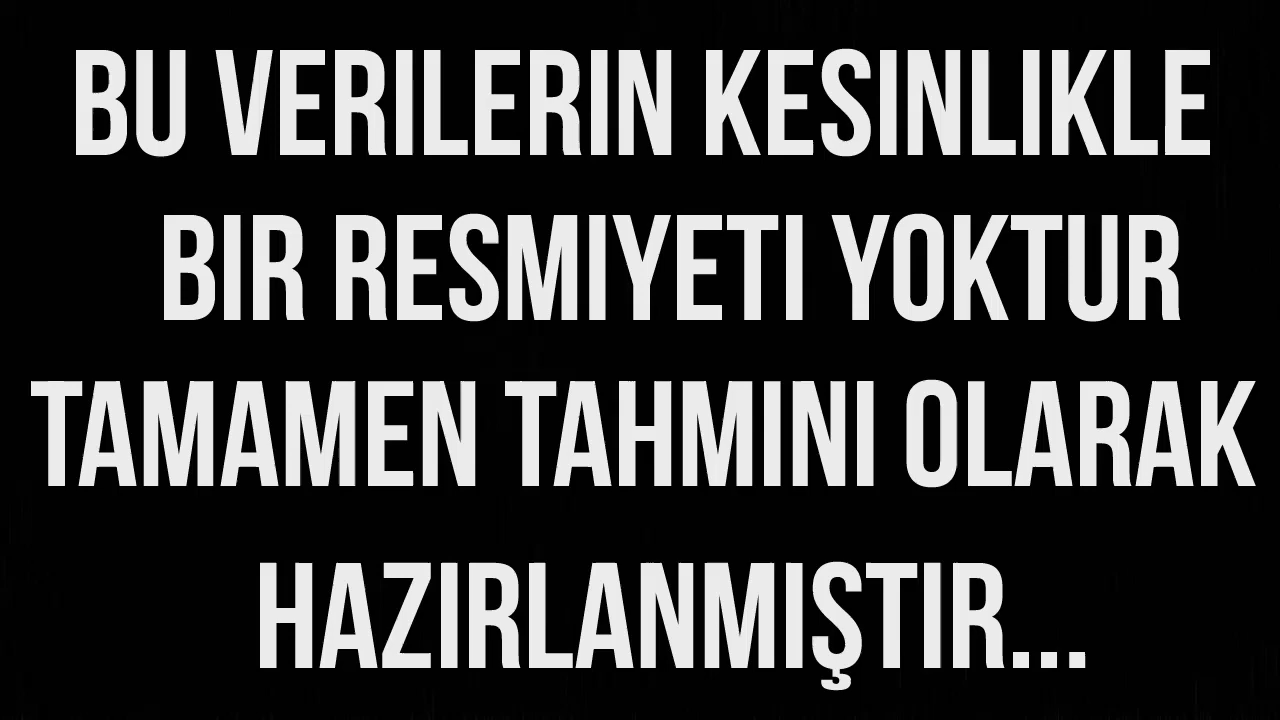 BU VERILERIN KESINLIKLE
BIR RESMIYETI YOKTUR
TAMAMEN TAHMINI OLARAK
HAZIRLANMIŞTIR...